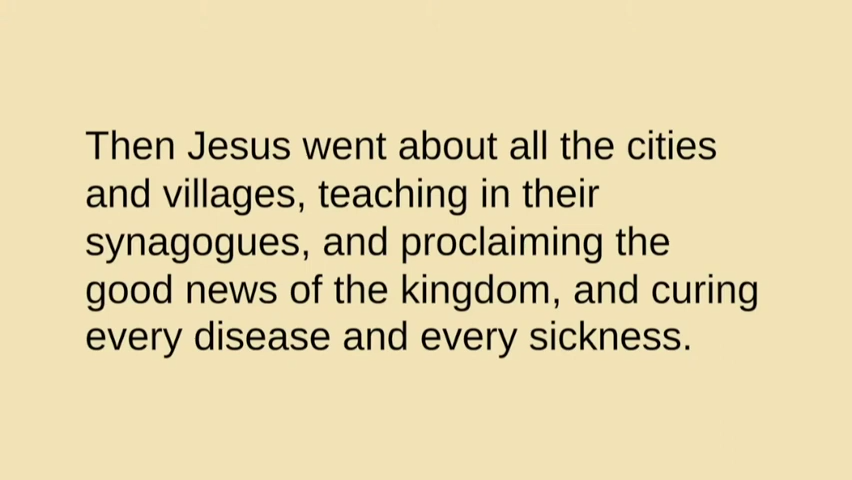 Then Jesus went about all the cities
and villages, teaching in their
synagogues, and proclaiming the
good news of the kingdom, and curing
every disease and every sickness.